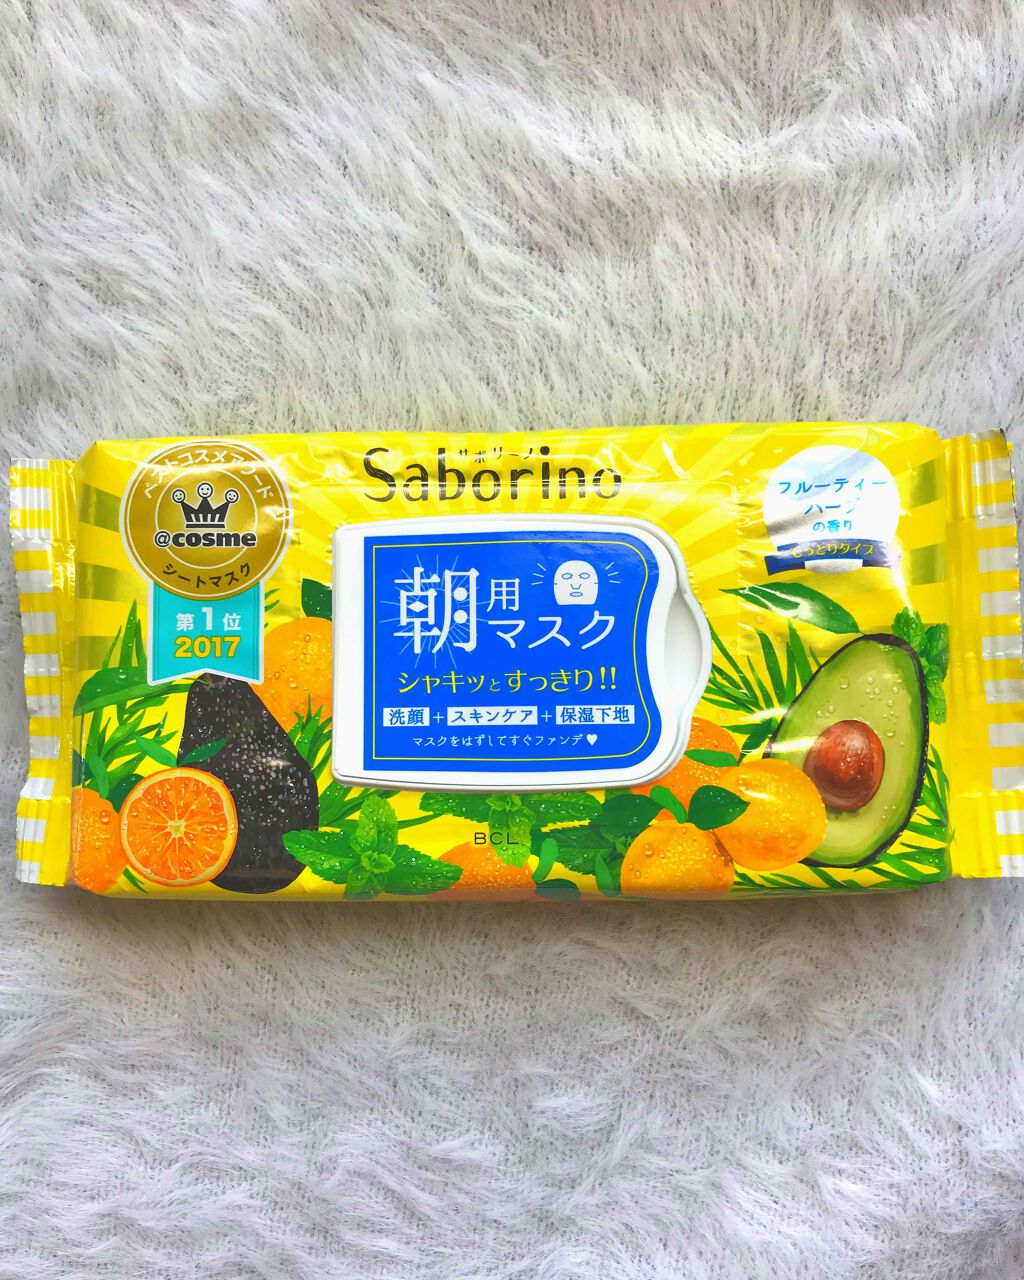 サボリーノ
Saborino
ベストコスメアワード
@cosme
シートマスク
第1位
2017
フルーティー
ハーブ
の香り
しっとりタイプ
朝用マスク
シャキッとすっきり!!
洗顔+スキンケア+保湿下地
マスクをはずしてすぐファンデ♥
BCL